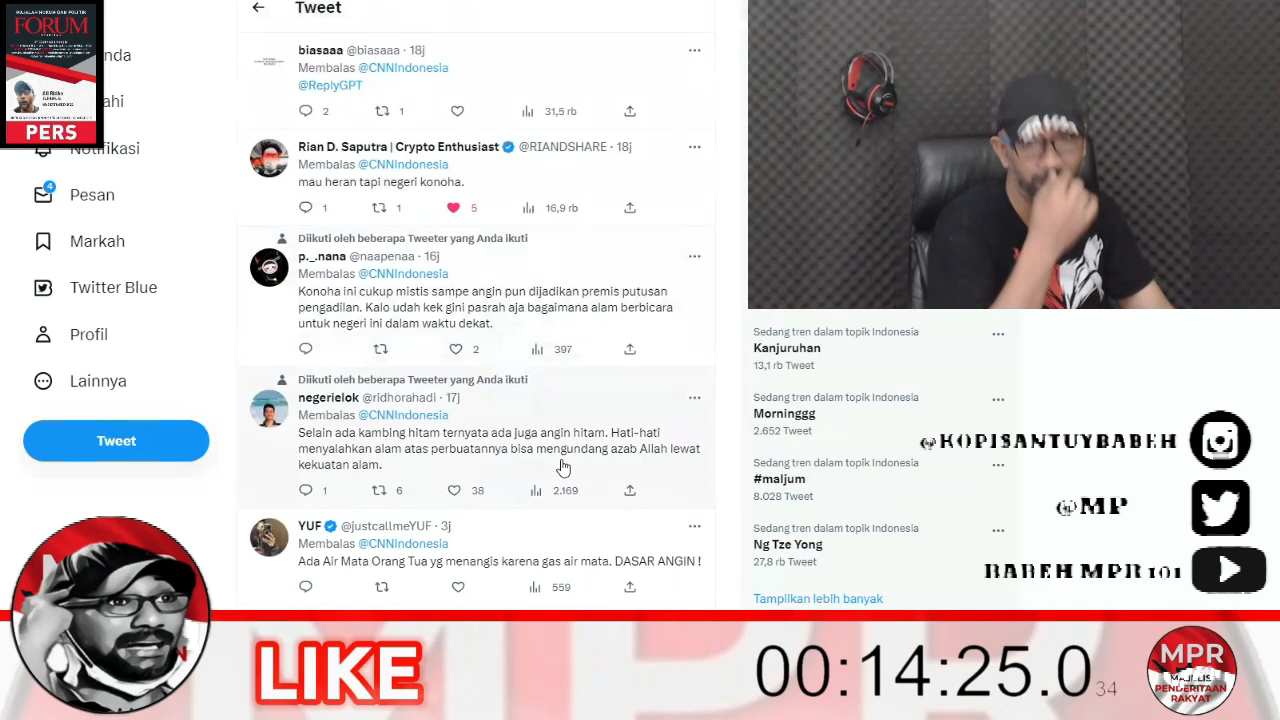 MAJALAH HUKUM DAN POLITIK
FORUM
Ali Ridho
PERS
Notifikasi
4
Pesan
Markah
Twitter Blue
Profil
Lainnya
Tweet
Tweet
biasaaa @biasaaa · 18j
Membalas @CNNIndonesia
@ReplyGPT
2 1 31,5 rb
Rian D. Saputra | Crypto Enthusiast @RIANDSHARE · 18j
Membalas @CNNIndonesia
mau heran tapi negeri konoha.
1 1 5 16,9 rb
Diikuti oleh beberapa Tweeter yang Anda ikuti
p._.nana @naapenaa · 16j
Membalas @CNNIndonesia
Konoha ini cukup mistis sampe angin pun dijadikan premis putusan
pengadilan. Kalo udah kek gini pasrah aja bagaimana alam berbicara
untuk negeri ini dalam waktu dekat.
2 397
Diikuti oleh beberapa Tweeter yang Anda ikuti
negerielok @ridhorahadi · 17j
Membalas @CNNIndonesia
Selain ada kambing hitam ternyata ada juga angin hitam. Hati-hati
menyalahkan alam atas perbuatannya bisa mengundang azab Allah lewat
kekuatan alam.
1 6 38 2.169
YUF @justcallmeYUF · 3j
Membalas @CNNIndonesia
Ada Air Mata Orang Tua yg menangis karena gas air mata. DASAR ANGIN !
559
Sedang tren dalam topik Indonesia
Kanjuruhan
13,1 rb Tweet
Sedang tren dalam topik Indonesia
Morninggg
2.652 Tweet
Sedang tren dalam topik Indonesia
#maljum
8.028 Tweet
Sedang tren dalam topik Indonesia
Ng Tze Yong
27,8 rb Tweet
Tampilkan lebih banyak
@KOPISANTUYBABEH
@MP
BABEH MPR 101
LIKE
00:14:25.0
34
MPR
MAJELIS
PENDERITAAN
RAKYAT